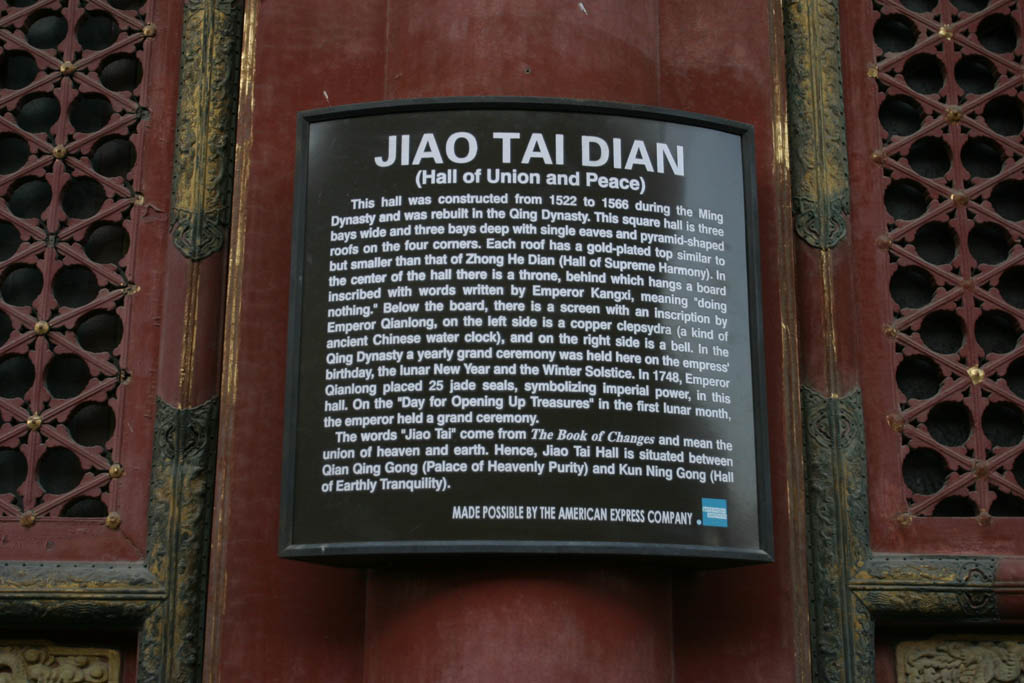 JIAO TAI DIAN
(Hall of Union and Peace)
This hall was constructed from 1522 to 1566 during the Ming
Dynasty and was rebuilt in the Qing Dynasty. This square hall is three
bays wide and three bays deep with single eaves and pyramid-shaped
roofs on the four corners. Each roof has a gold-plated top similar to
but smaller than that of Zhong He Dian (Hall of Supreme Harmony). In
the center of the hall there is a throne, behind which hangs a board
inscribed with words written by Emperor Kangxi, meaning "doing
nothing." Below the board, there is a screen with an inscription by
Emperor Qianlong, on the left side is a copper clepsydra (a kind of
ancient Chinese water clock), and on the right side is a bell. In the
Qing Dynasty a yearly grand ceremony was held here on the empress'
birthday, the lunar New Year and the Winter Solstice. In 1748, Emperor
Qianlong placed 25 jade seals, symbolizing imperial power, in this
hall. On the "Day for Opening Up Treasures" in the first lunar month,
the emperor held a grand ceremony.
The words "Jiao Tai" come from The Book of Changes and mean the
union of heaven and earth. Hence, Jiao Tai Hall is situated between
Qian Qing Gong (Palace of Heavenly Purity) and Kun Ning Gong (Hall
of Earthly Tranquility).
MADE POSSIBLE BY THE AMERICAN EXPRESS COMPANY